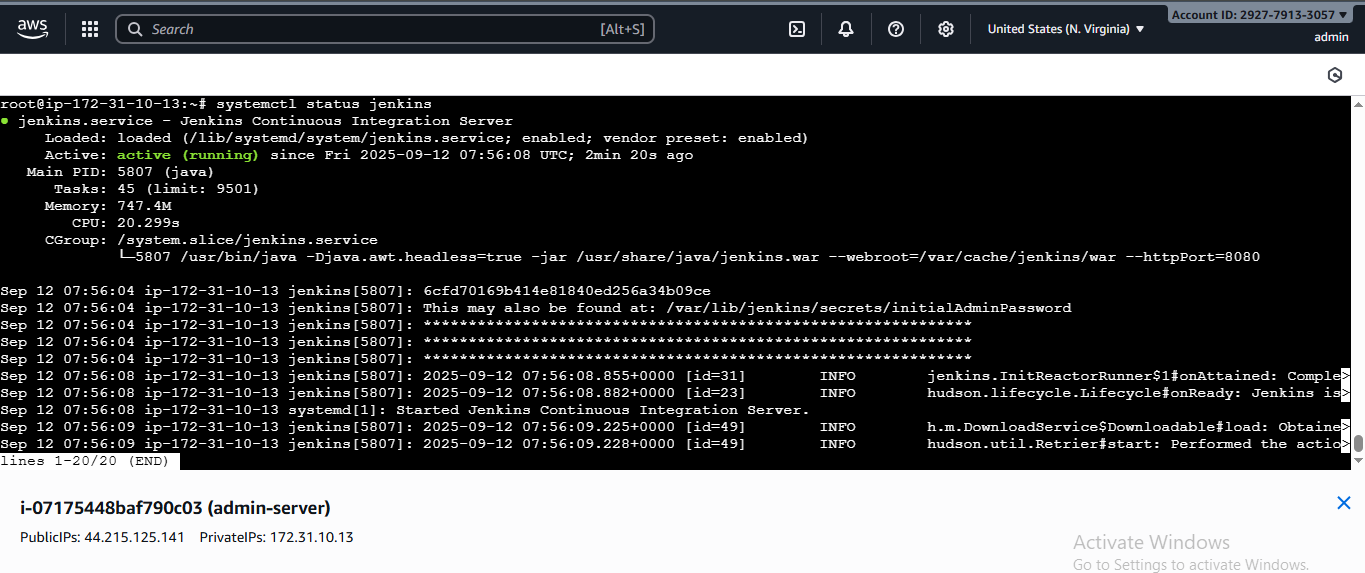 aws
Search [Alt+S]
United States (N. Virginia) ▼
Account ID: 2927-7913-3057 ▼
admin
root@ip-172-31-10-13:~# systemctl status jenkins
● jenkins.service - Jenkins Continuous Integration Server
Loaded: loaded (/lib/systemd/system/jenkins.service; enabled; vendor preset: enabled)
Active: active (running) since Fri 2025-09-12 07:56:08 UTC; 2min 20s ago
Main PID: 5807 (java)
Tasks: 45 (limit: 9501)
Memory: 747.4M
CPU: 20.299s
CGroup: /system.slice/jenkins.service
└─5807 /usr/bin/java -Djava.awt.headless=true -jar /usr/share/java/jenkins.war --webroot=/var/cache/jenkins/war --httpPort=8080
Sep 12 07:56:04 ip-172-31-10-13 jenkins[5807]: 6cfd70169b414e81840ed256a34b09ce
Sep 12 07:56:04 ip-172-31-10-13 jenkins[5807]: This may also be found at: /var/lib/jenkins/secrets/initialAdminPassword
Sep 12 07:56:04 ip-172-31-10-13 jenkins[5807]: *************************************************************
Sep 12 07:56:04 ip-172-31-10-13 jenkins[5807]: *************************************************************
Sep 12 07:56:04 ip-172-31-10-13 jenkins[5807]: *************************************************************
Sep 12 07:56:08 ip-172-31-10-13 jenkins[5807]: 2025-09-12 07:56:08.855+0000 [id=31] INFO jenkins.InitReactorRunner$1#onAttained: Comple>
Sep 12 07:56:08 ip-172-31-10-13 jenkins[5807]: 2025-09-12 07:56:08.882+0000 [id=23] INFO hudson.lifecycle.Lifecycle#onReady: Jenkins is>
Sep 12 07:56:08 ip-172-31-10-13 systemd[1]: Started Jenkins Continuous Integration Server.
Sep 12 07:56:09 ip-172-31-10-13 jenkins[5807]: 2025-09-12 07:56:09.225+0000 [id=49] INFO h.m.DownloadService$Downloadable#load: Obtaine>
Sep 12 07:56:09 ip-172-31-10-13 jenkins[5807]: 2025-09-12 07:56:09.228+0000 [id=49] INFO hudson.util.Retrier#start: Performed the actio>
lines 1-20/20 (END)
i-07175448baf790c03 (admin-server)
PublicIPs: 44.215.125.141 PrivateIPs: 172.31.10.13
Activate Windows
Go to Settings to activate Windows.